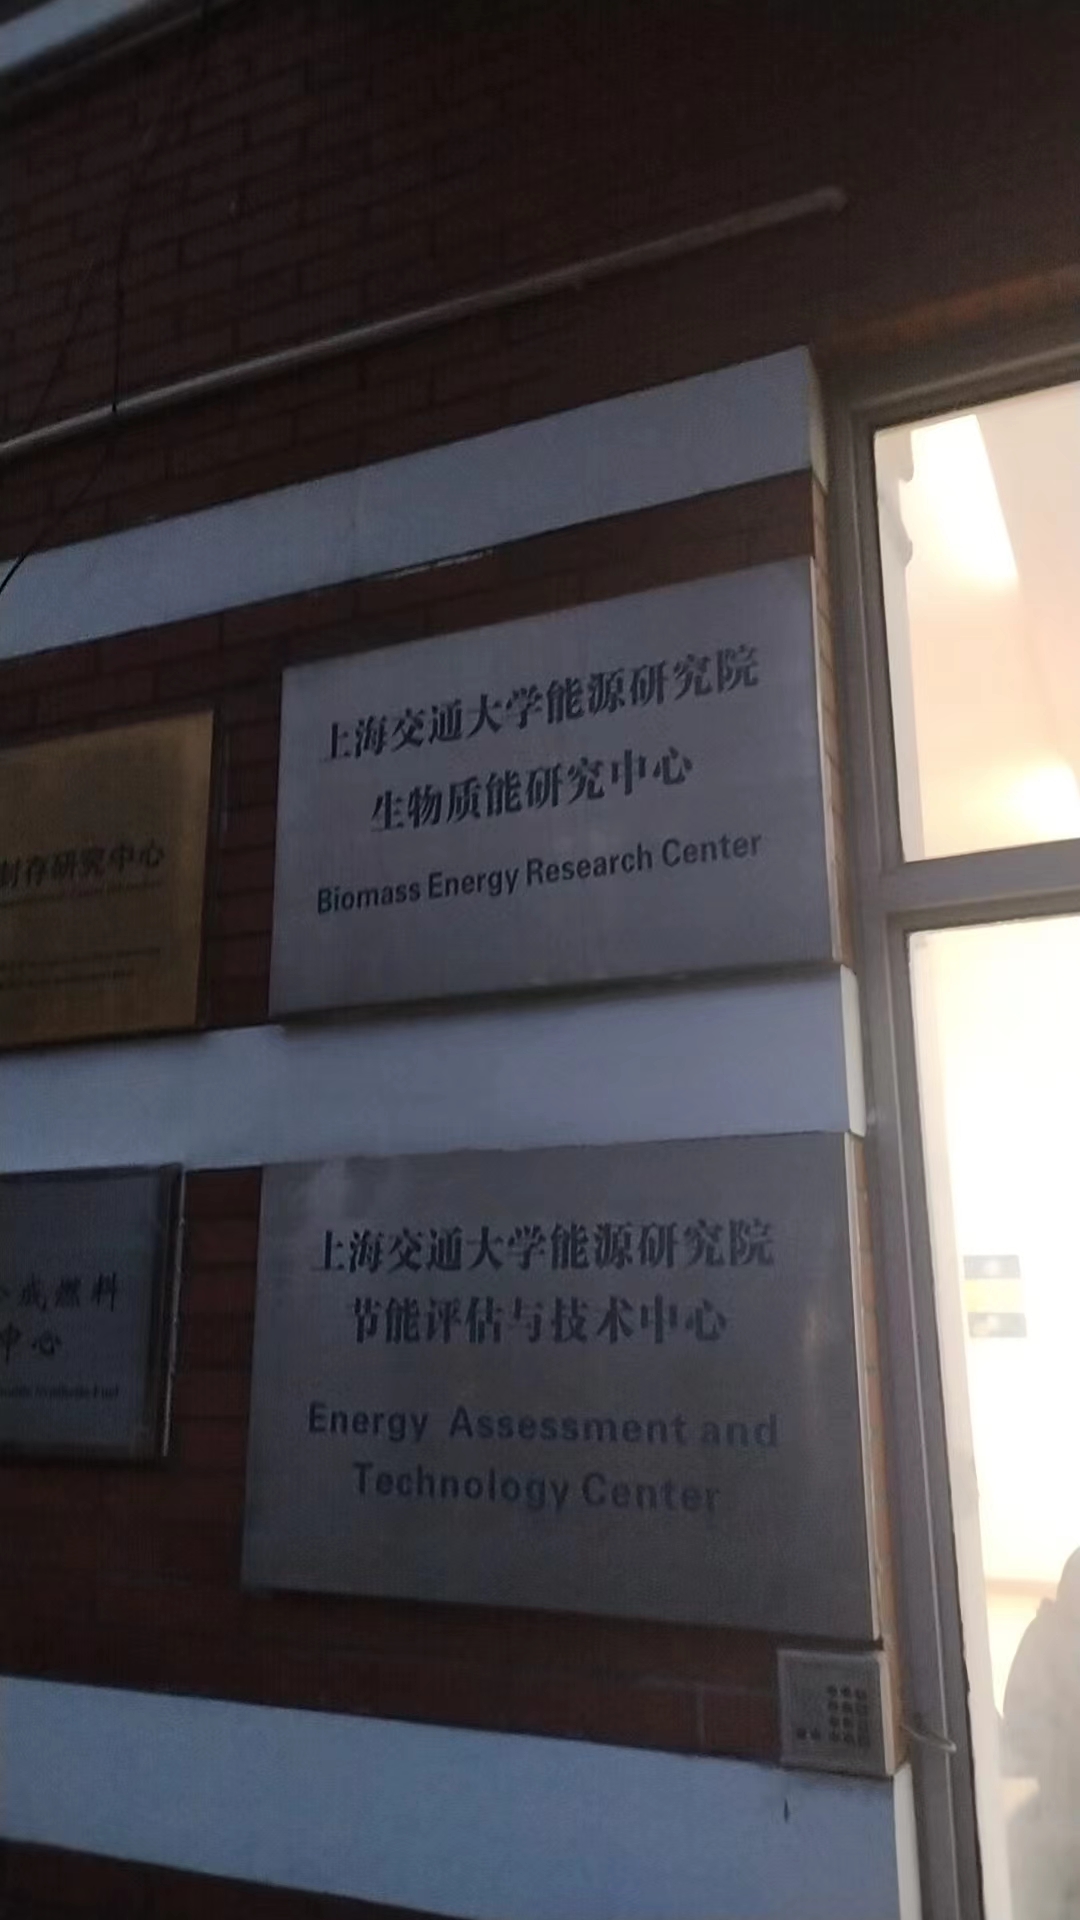 上海交通大学能源研究院
生物质能研究中心
Biomass Energy Research Center
封存研究中心
上海交通大学能源研究院
节能评估与技术中心
Energy Assessment and
Technology Center
成燃料
中心